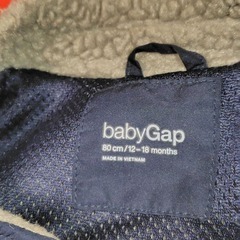 babyGap
80 cm/12-18 months
MADE IN VIETNAM